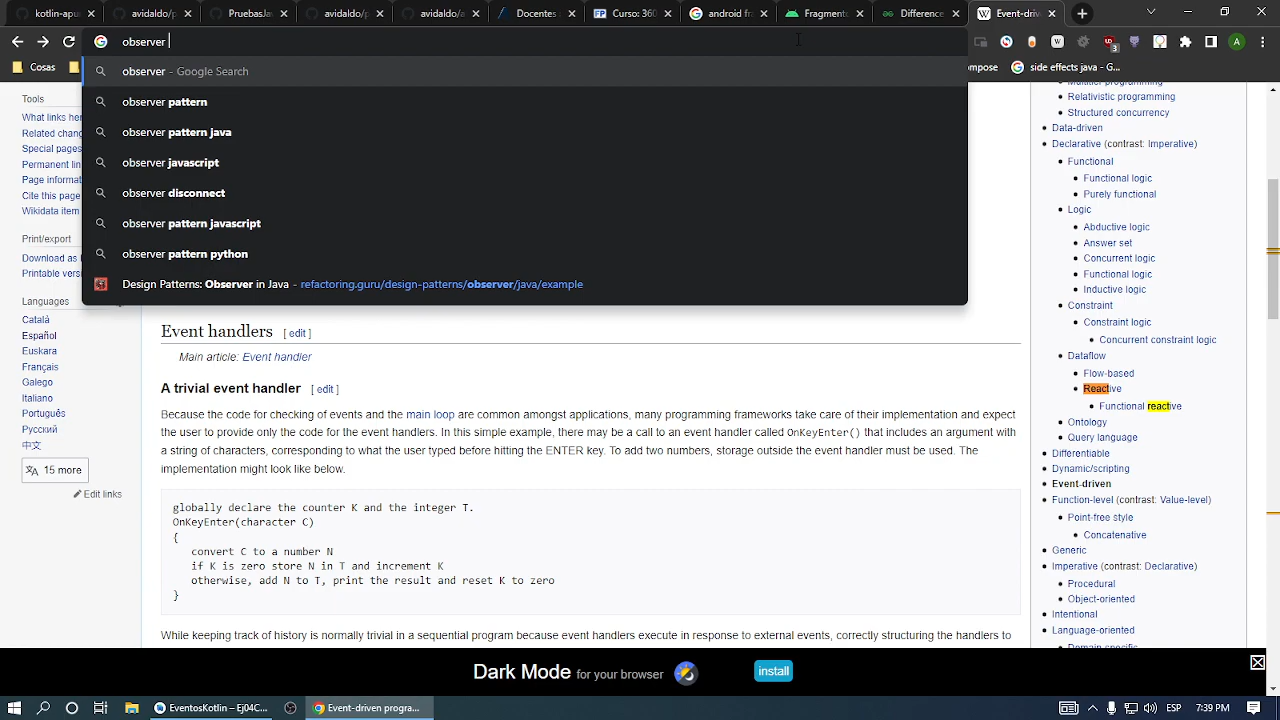 kotlin-apu
avidaldo/p
PruebasJav
avidaldo/p
avidaldo/a
Docentes
Curso: 360
android fr
Fragmento
Difference
Event-driv
observer
Cosas
mpose
side effects java - G...
observer - Google Search
observer pattern
observer pattern java
observer javascript
observer disconnect
observer pattern javascript
observer pattern python
Design Patterns: Observer in Java - refactoring.guru/design-patterns/observer/java/example
Tools
What links her
Related chang
Special pages
Permanent lin
Page informat
Cite this page
Wikidata item
Print/export
Download as
Printable vers
Languages
Català
Español
Euskara
Français
Galego
Italiano
Português
Русский
中文
15 more
Edit links
Event handlers [ edit ]
Main article: Event handler
A trivial event handler [ edit ]
Because the code for checking of events and the main loop are common amongst applications, many programming frameworks take care of their implementation and expect
the user to provide only the code for the event handlers. In this simple example, there may be a call to an event handler called OnKeyEnter() that includes an argument with
a string of characters, corresponding to what the user typed before hitting the ENTER key. To add two numbers, storage outside the event handler must be used. The
implementation might look like below.
globally declare the counter K and the integer T.
OnKeyEnter(character C)
{
convert C to a number N
if K is zero store N in T and increment K
otherwise, add N to T, print the result and reset K to zero
}
While keeping track of history is normally trivial in a sequential program because event handlers execute in response to external events, correctly structuring the handlers to
Relativistic programming
Structured concurrency
Data-driven
Declarative (contrast: Imperative)
Functional
Functional logic
Purely functional
Logic
Abductive logic
Answer set
Concurrent logic
Functional logic
Inductive logic
Constraint
Constraint logic
Concurrent constraint logic
Dataflow
Flow-based
Reactive
Functional reactive
Ontology
Query language
Differentiable
Dynamic/scripting
Event-driven
Function-level (contrast: Value-level)
Point-free style
Concatenative
Generic
Imperative (contrast: Declarative)
Procedural
Object-oriented
Intentional
Language-oriented
Domain-specific
Dark Mode for your browser
install
EventosKotlin – Ej04C...
Event-driven progra...
ESP
7:39 PM